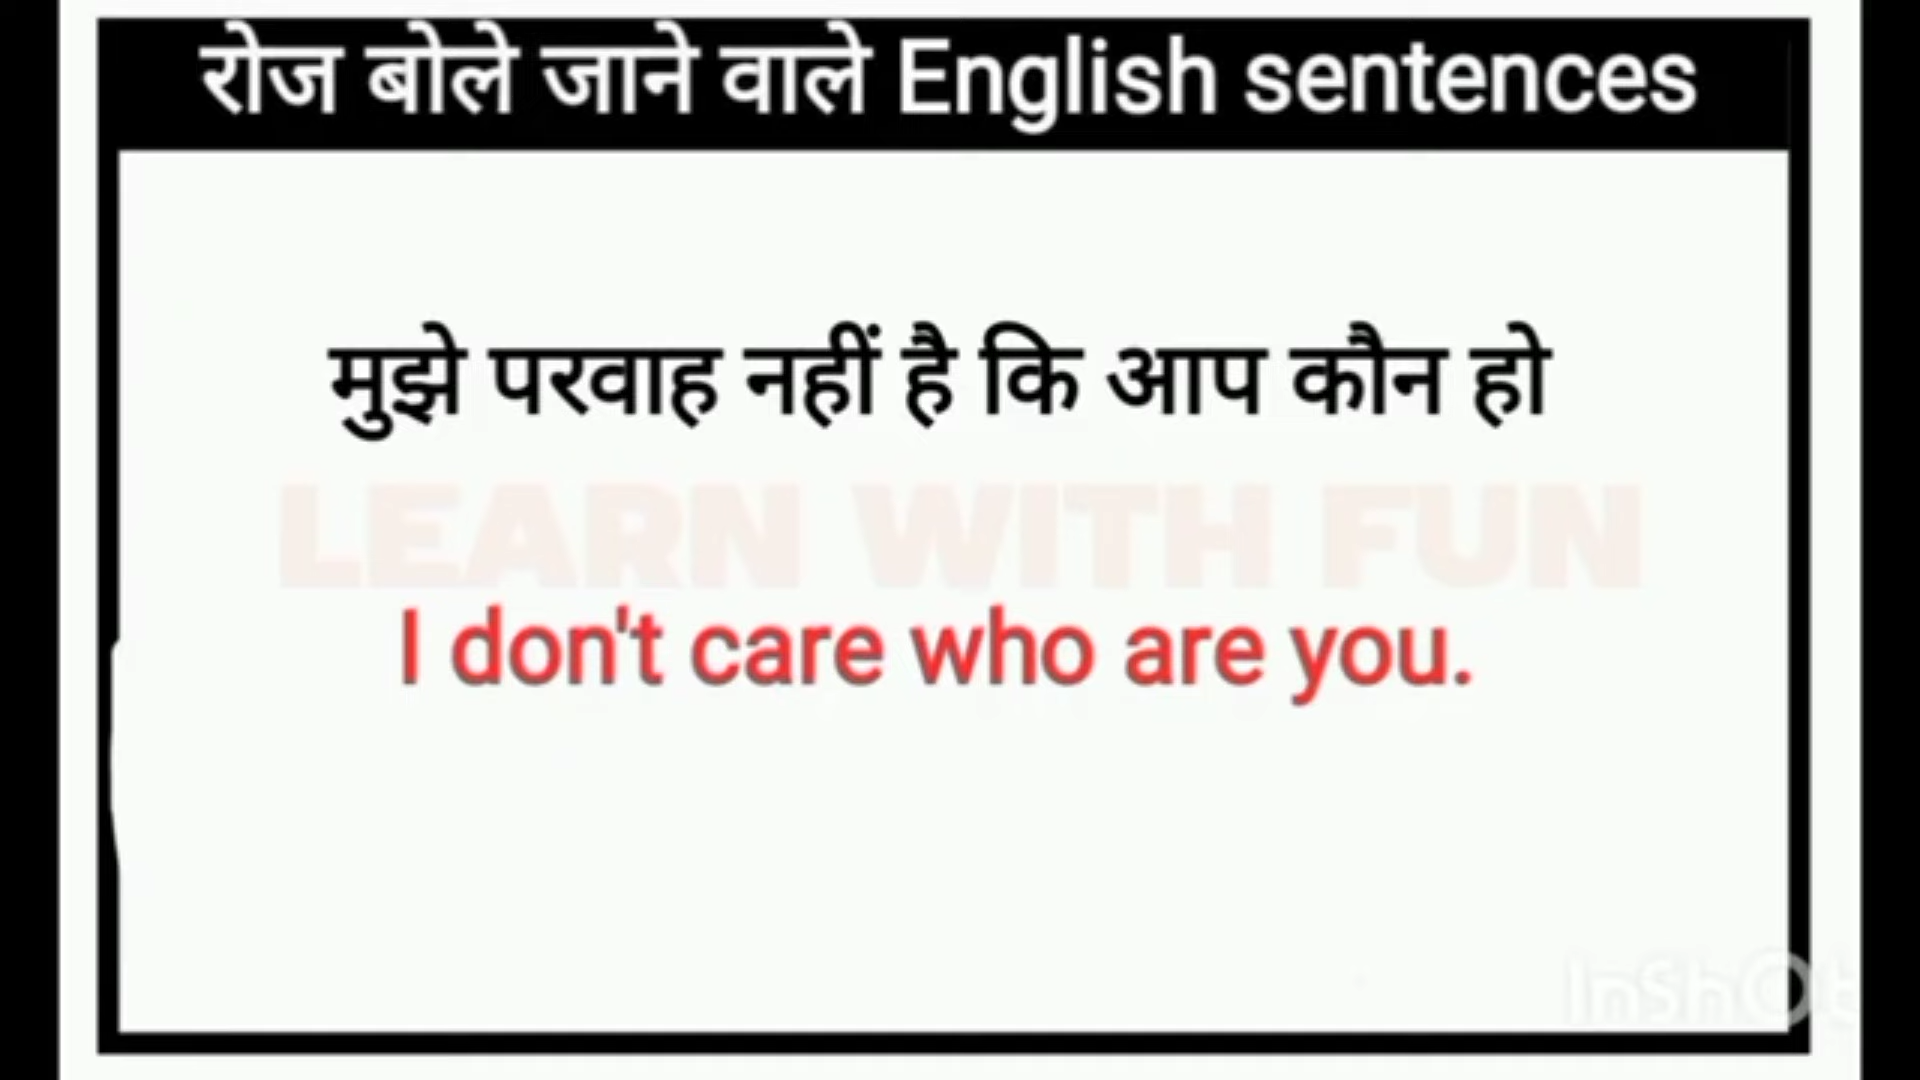 रोज बोले जाने वाले English sentences
मुझे परवाह नहीं है कि आप कौन हो
LEARN WITH FUN
I don't care who are you.
InShOt